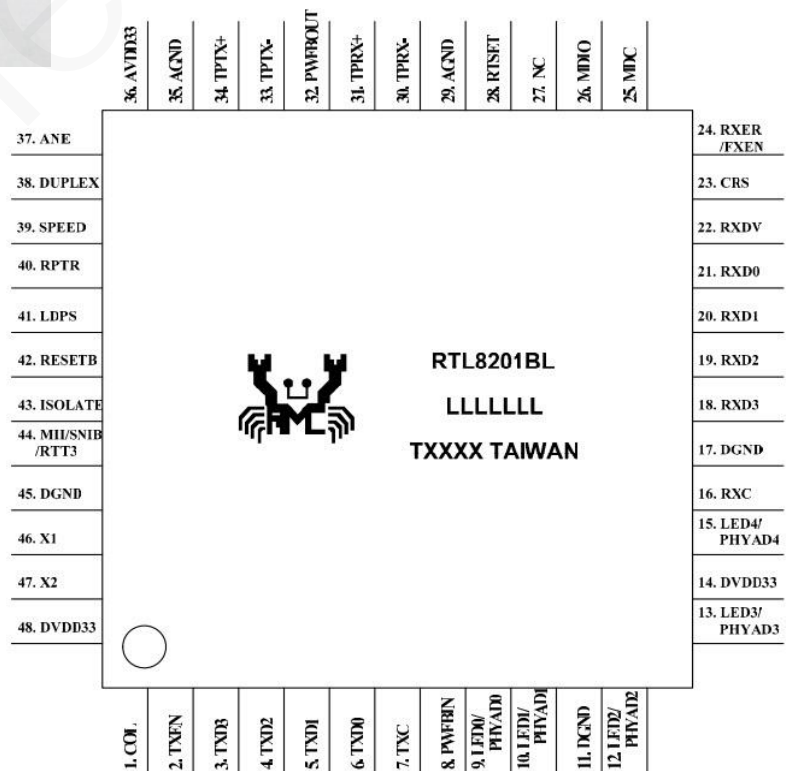 36. AVDD33
35. AGND
34. TPTX+
33. TPTX-
32. PWFBOUT
31. TPRX+
30. TPRX-
29. AGND
28. RTSET
27. NC
26. MDIO
25. MDC
37. ANE
38. DUPLEX
39. SPEED
40. RPTR
41. LDPS
42. RESETB
43. ISOLATE
44. MII/SNIB
/RTT3
45. DGND
46. X1
47. X2
48. DVDD33
RTL8201BL
LLLLLLL
TXXXX TAIWAN
24. RXER
/FXEN
23. CRS
22. RXDV
21. RXD0
20. RXD1
19. RXD2
18. RXD3
17. DGND
16. RXC
15. LED4/
PHYAD4
14. DVDD33
13. LED3/
PHYAD3
1. COL
2. TXEN
3. TXD3
4. TXD2
5. TXD1
6. TXD0
7. TXC
8. PWFBIN
9. LED0/
PHYAD0
10. LED1/
PHYAD1
11. DGND
12. LED2/
PHYAD2